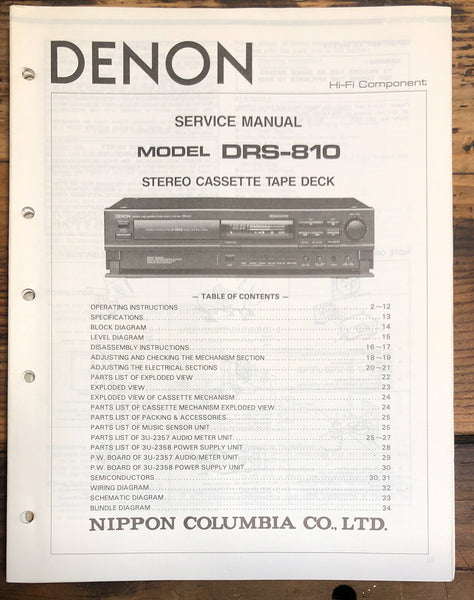 DENON
Hi-Fi Component
SERVICE MANUAL
MODEL DRS-810
STEREO CASSETTE TAPE DECK
DENON
— TABLE OF CONTENTS —
OPERATING INSTRUCTIONS 2~12
SPECIFICATIONS 13
BLOCK DIAGRAM 14
LEVEL DIAGRAM 15
DISASSEMBLY INSTRUCTIONS 16~17
ADJUSTING AND CHECKING THE MECHANISM SECTION 18~19
ADJUSTING THE ELECTRICAL SECTIONS 20~21
PARTS LIST OF EXPLODED VIEW 22
EXPLODED VIEW 23
EXPLODED VIEW OF CASSETTE MECHANISM 24
PARTS LIST OF CASSETTE MECHANISM EXPLODED VIEW 24
PARTS LIST OF PACKING & ACCESSORIES 25
PARTS LIST OF MUSIC SENSOR UNIT 25
PARTS LIST OF 3U-2357 AUDIO METER UNIT 25~27
PARTS LIST OF 3U-2358 POWER SUPPLY UNIT 28
P.W. BOARD OF 3U-2357 AUDIO/METER UNIT 29
P.W. BOARD OF 3U-2358 POWER SUPPLY UNIT 30
SEMICONDUCTORS 30, 31
WIRING DIAGRAM 32
SCHEMATIC DIAGRAM 33
BUNDLE DIAGRAM 34
NIPPON COLUMBIA CO., LTD.